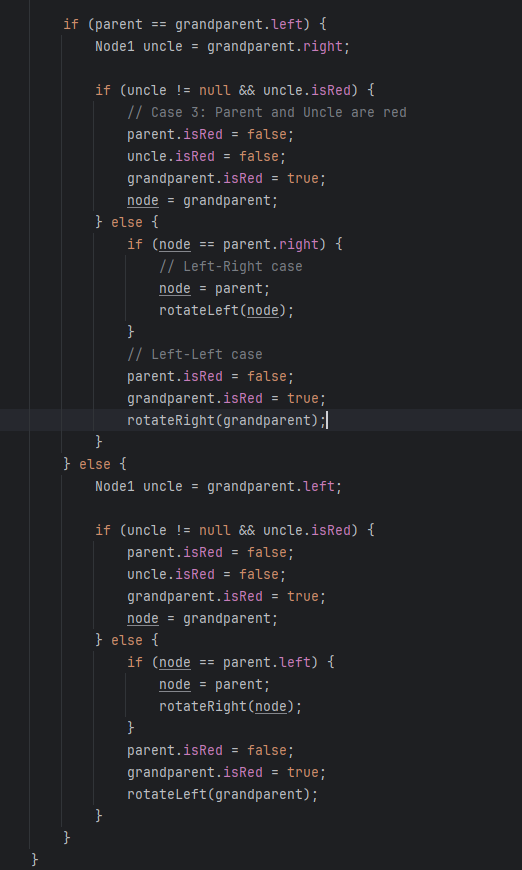 if (parent == grandparent.left) {
Node1 uncle = grandparent.right;
if (uncle != null && uncle.isRed) {
// Case 3: Parent and Uncle are red
parent.isRed = false;
uncle.isRed = false;
grandparent.isRed = true;
node = grandparent;
} else {
if (node == parent.right) {
// Left-Right case
node = parent;
rotateLeft(node);
}
// Left-Left case
parent.isRed = false;
grandparent.isRed = true;
rotateRight(grandparent);
}
} else {
Node1 uncle = grandparent.left;
if (uncle != null && uncle.isRed) {
parent.isRed = false;
uncle.isRed = false;
grandparent.isRed = true;
node = grandparent;
} else {
if (node == parent.left) {
node = parent;
rotateRight(node);
}
parent.isRed = false;
grandparent.isRed = true;
rotateLeft(grandparent);
}
}
}